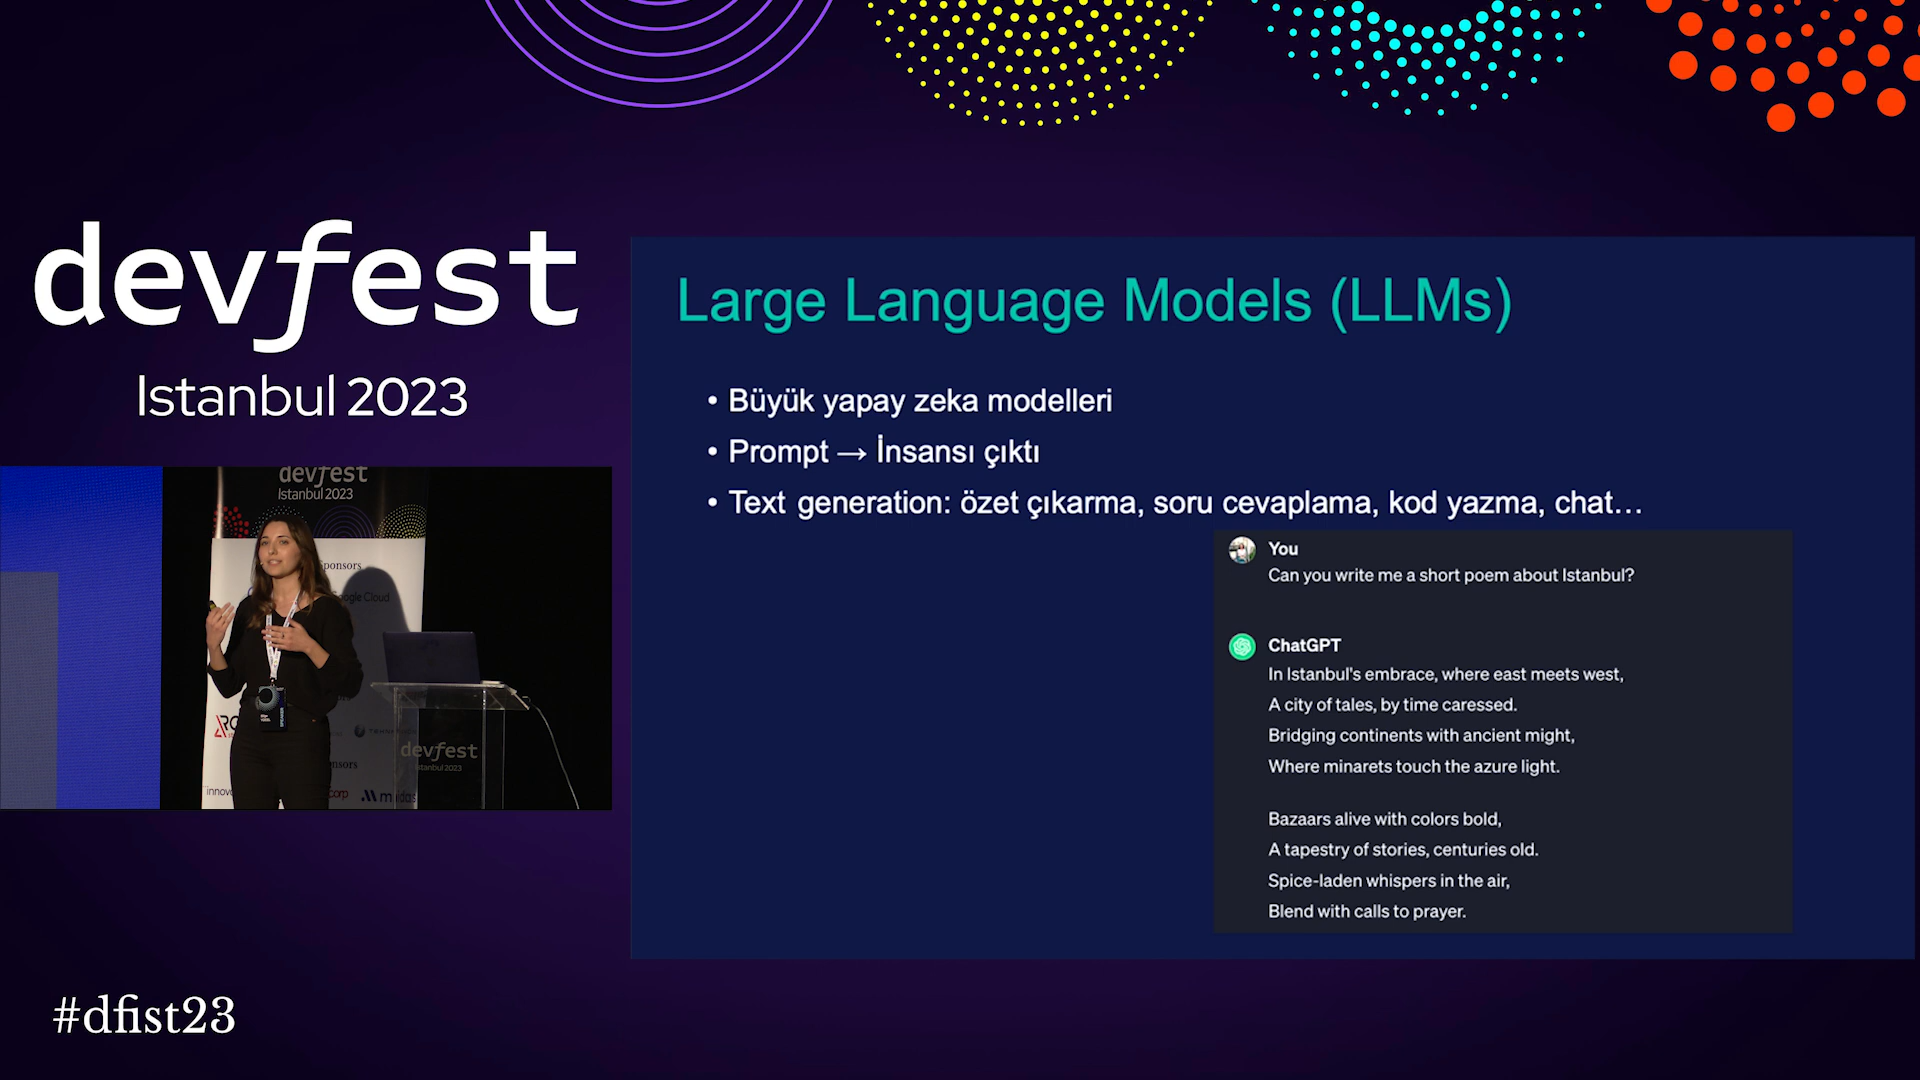 devfest
Istanbul 2023
Large Language Models (LLMs)
• Büyük yapay zeka modelleri
• Prompt → İnsansı çıktı
• Text generation: özet çıkarma, soru cevaplama, kod yazma, chat...
You
Can you write me a short poem about Istanbul?
ChatGPT
In Istanbul's embrace, where east meets west,
A city of tales, by time caressed.
Bridging continents with ancient might,
Where minarets touch the azure light.
Bazaars alive with colors bold,
A tapestry of stories, centuries old.
Spice-laden whispers in the air,
Blend with calls to prayer.
devfest
Istanbul 2023
Google Cloud
SPEAKER
devfest
#dfist23